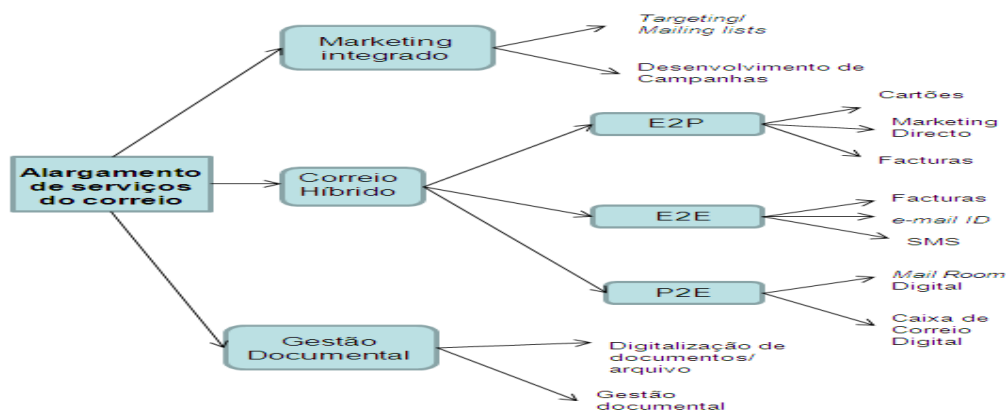 Alargamento
de serviços
do correio
Marketing
integrado
Targeting/
Mailing lists
Desenvolvimento de
Campanhas
Correio
Híbrido
E2P
Cartões
Marketing
Directo
Facturas
E2E
Facturas
e-mail ID
SMS
P2E
Mail Room
Digital
Caixa de
Correio
Digital
Gestão
Documental
Digitalização de
documentos/
arquivo
Gestão
documental